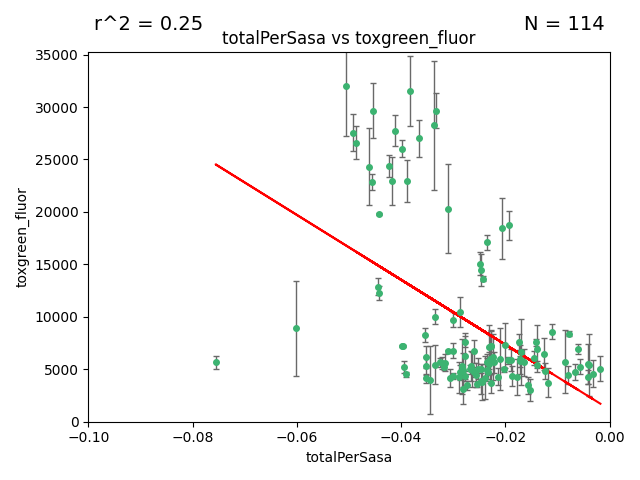 r^2 = 0.25 N = 114
totalPerSasa vs toxgreen_fluor
35000
30000
25000
20000
15000
10000
5000
0
toxgreen_fluor
−0.10 −0.08 −0.06 −0.04 −0.02 0.00
totalPerSasa